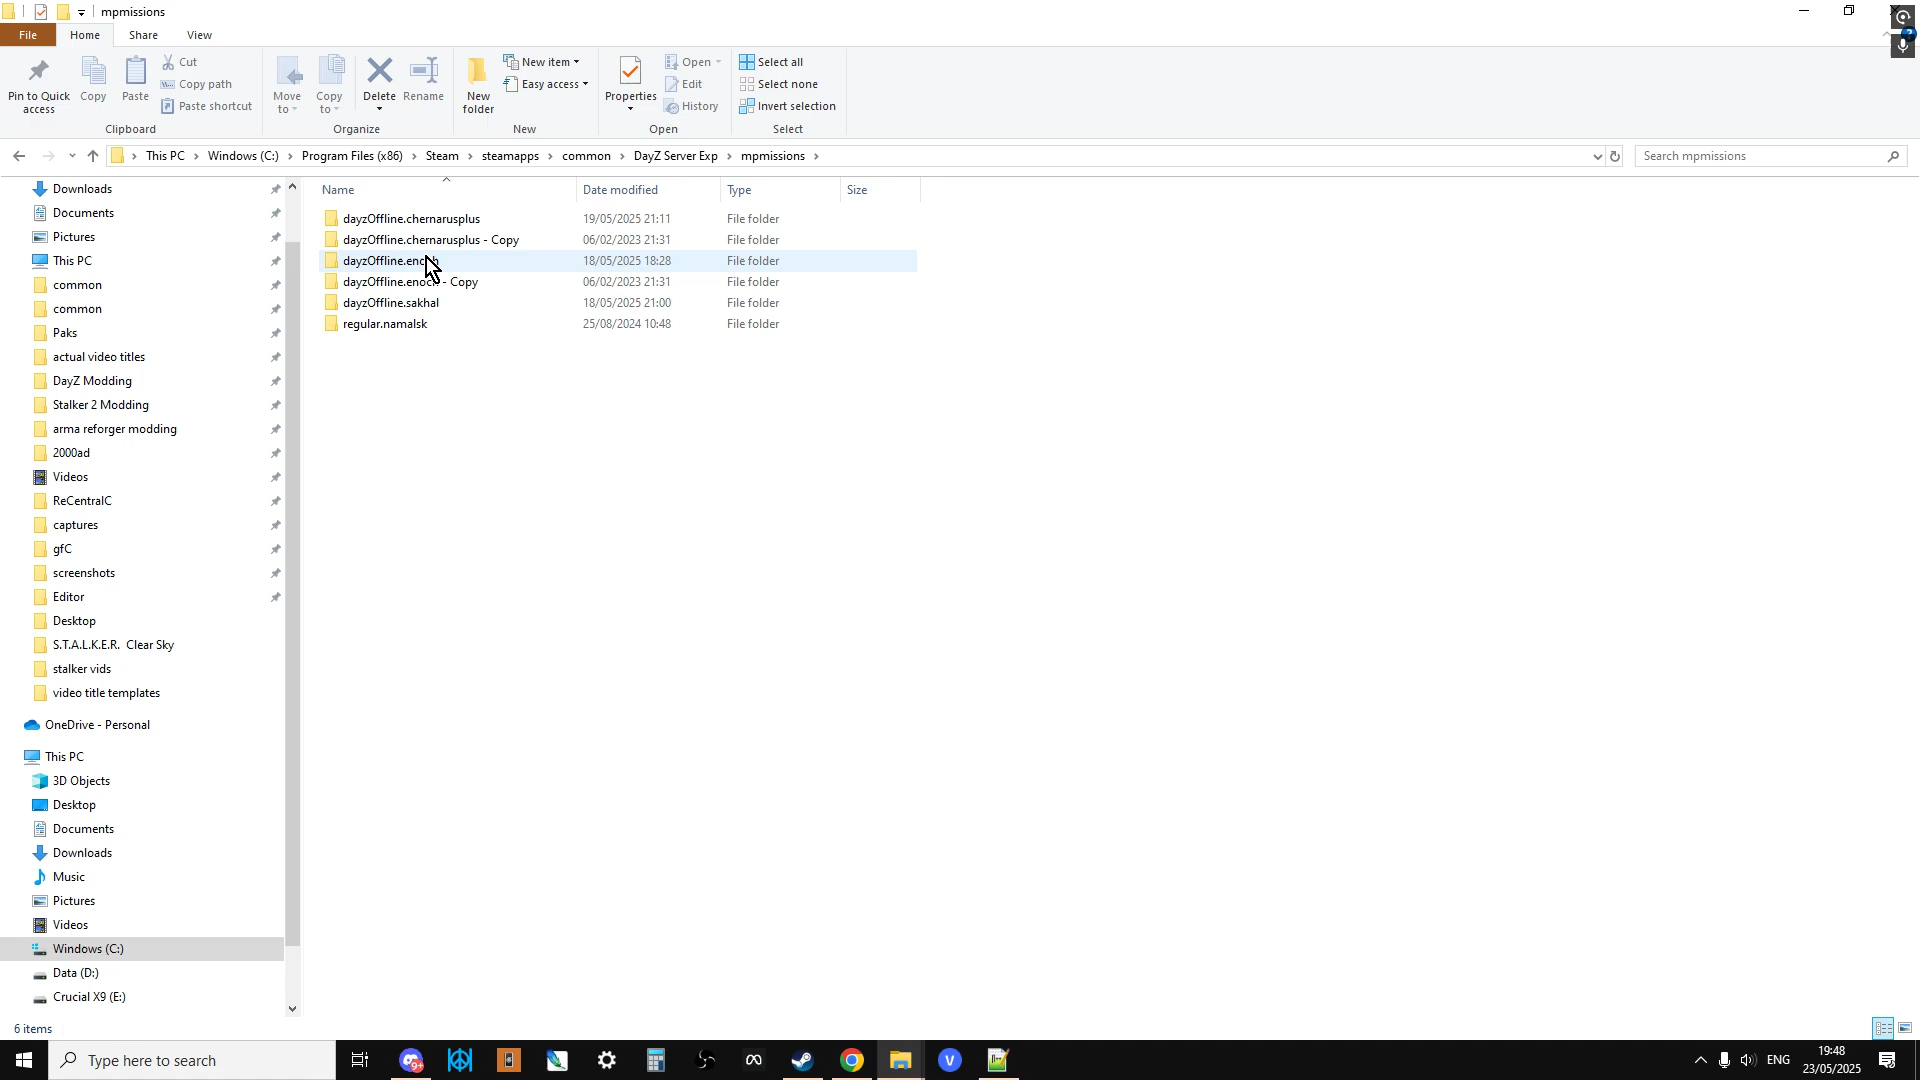 mpmissions
File
Home
Share
View
Pin to Quick access
Copy
Paste
Cut
Copy path
Paste shortcut
Clipboard
Move to
Copy to
Delete
Rename
Organize
New folder
New item
Easy access
New
Properties
Open
Edit
History
Open
Select all
Select none
Invert selection
Select
This PC
Windows (C:)
Program Files (x86)
Steam
steamapps
common
DayZ Server Exp
mpmissions
Search mpmissions
Downloads
Documents
Pictures
This PC
common
common
Paks
actual video titles
DayZ Modding
Stalker 2 Modding
arma reforger modding
2000ad
Videos
ReCentralC
captures
gfC
screenshots
Editor
Desktop
S.T.A.L.K.E.R. Clear Sky
stalker vids
video title templates
OneDrive - Personal
This PC
3D Objects
Desktop
Documents
Downloads
Music
Pictures
Videos
Windows (C:)
Data (D:)
Crucial X9 (E:)
Name Date modified Type Size
dayzOffline.chernarusplus 19/05/2025 21:11 File folder
dayzOffline.chernarusplus - Copy 06/02/2023 21:31 File folder
dayzOffline.enoch 18/05/2025 18:28 File folder
dayzOffline.enoch - Copy 06/02/2023 21:31 File folder
dayzOffline.sakhal 18/05/2025 21:00 File folder
regular.namalsk 25/08/2024 10:48 File folder
6 items
Type here to search
9+
ENG
19:48
23/05/2025